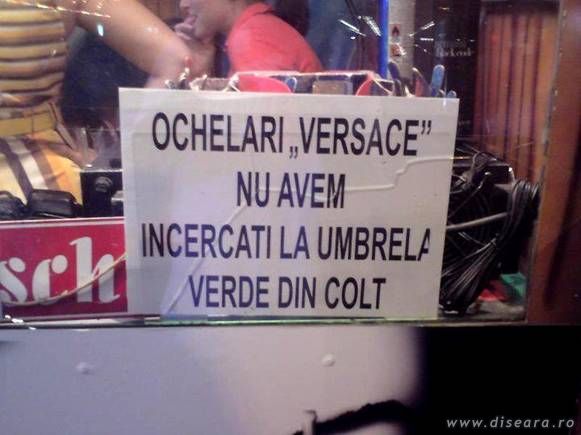 OCHELARI „VERSACE”
NU AVEM
INCERCATI LA UMBRELA
VERDE DIN COLT
sch
www.diseara.ro